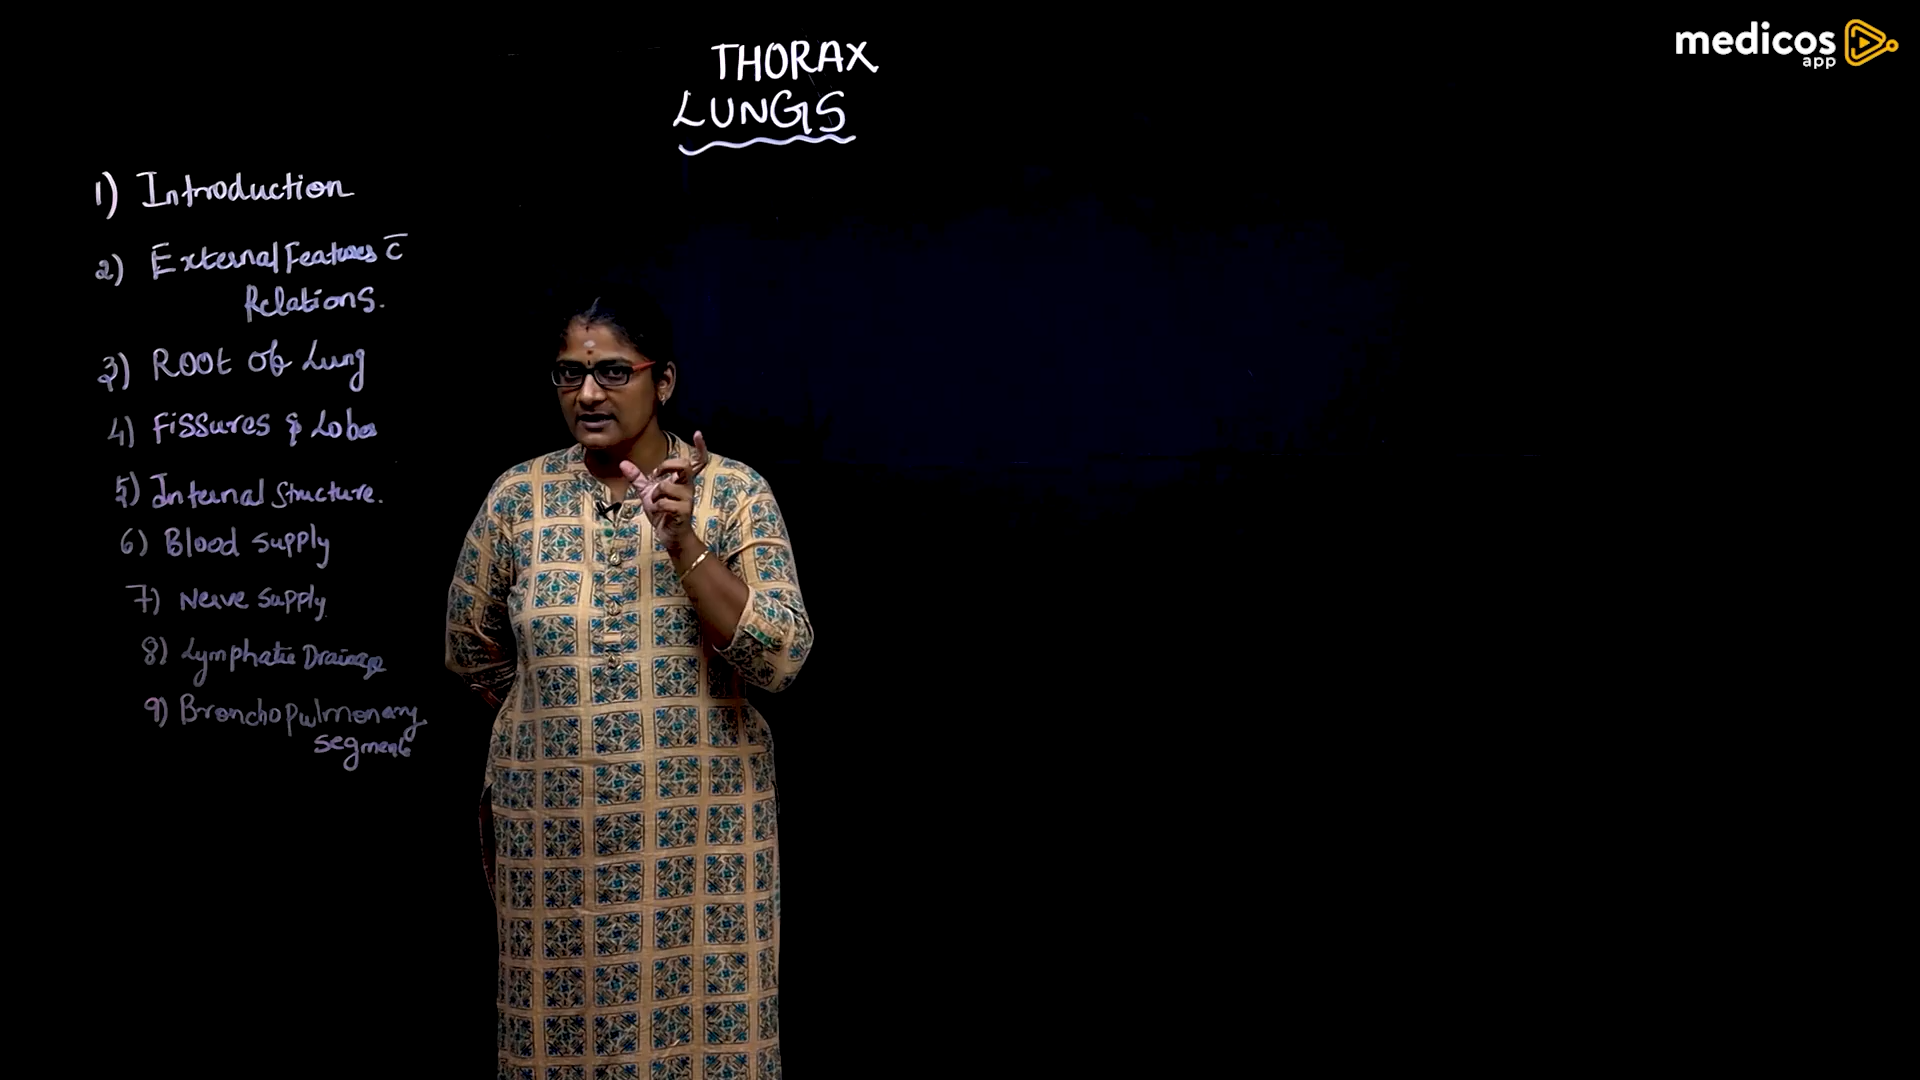 medicos
app
THORAX
LUNGS
1) Introduction
2) External Features c̄
Relations.
3) Root of Lung
4) Fissures & Lobes
5) Internal Structure.
6) Blood supply
7) Nerve supply
8) Lymphatic Drainage
9) Bronchopulmonary
segments